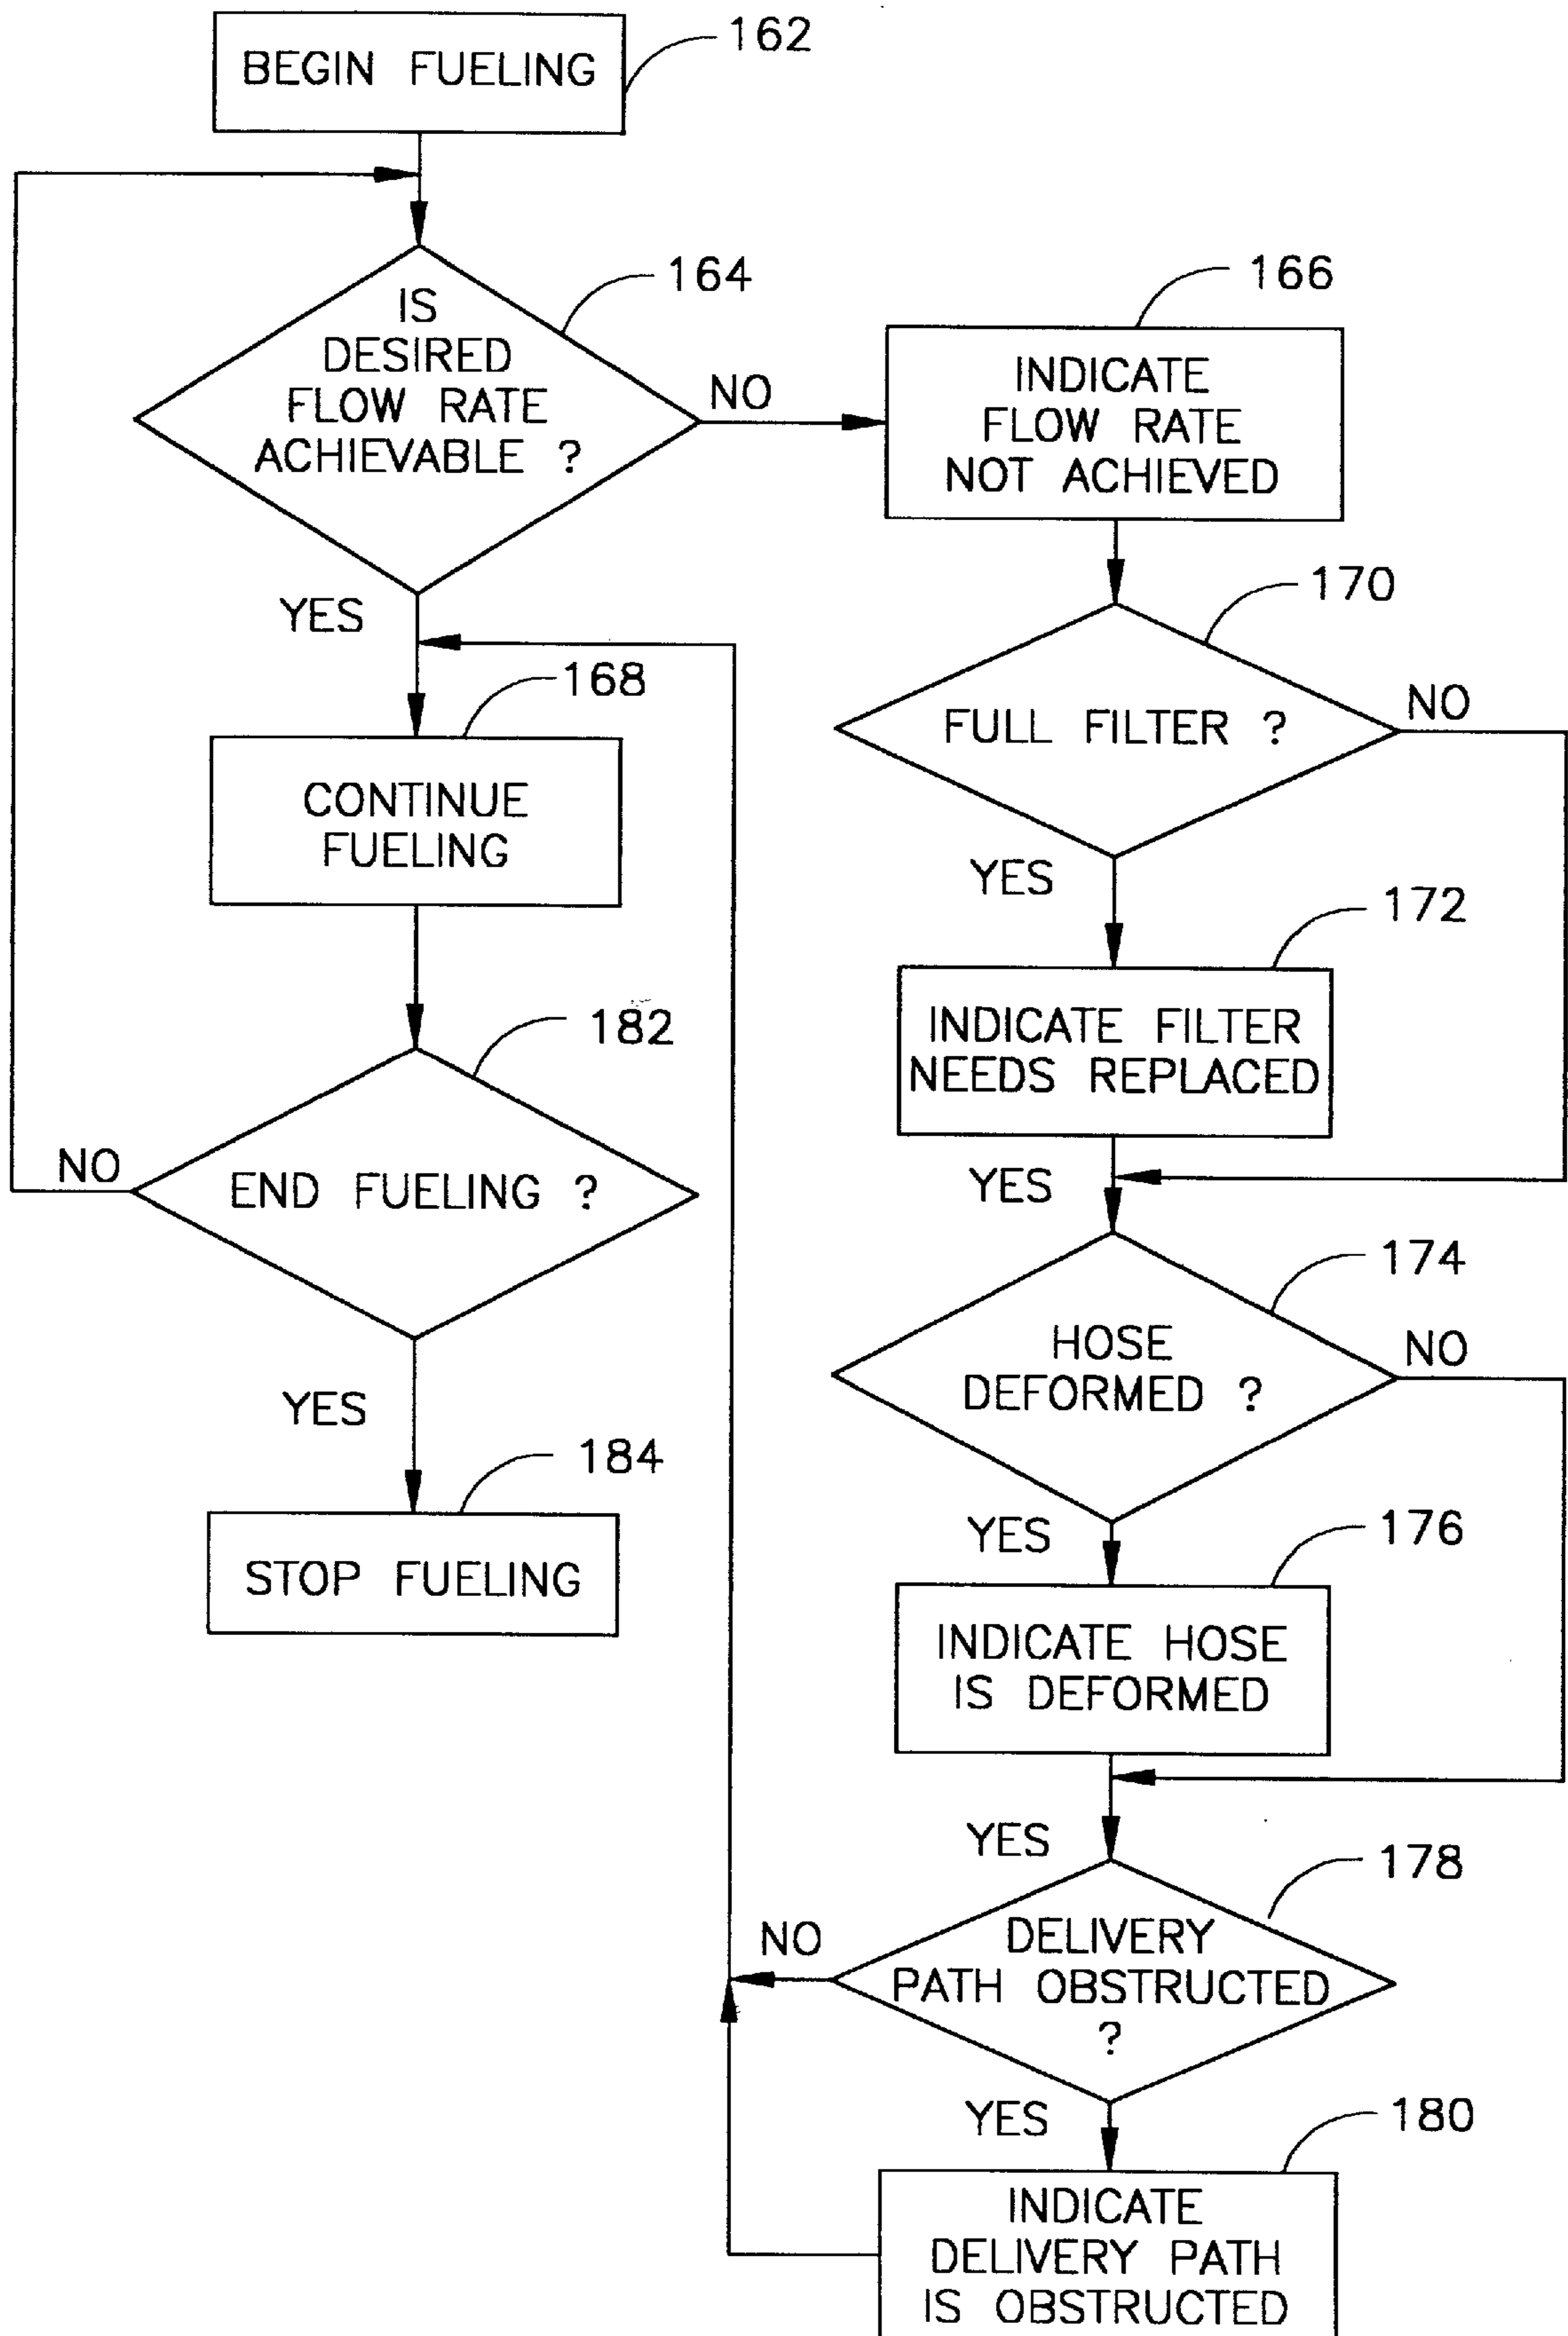 BEGIN FUELING
162
IS
DESIRED
FLOW RATE
ACHIEVABLE ?
164
NO
YES
166
INDICATE
FLOW RATE
NOT ACHIEVED
168
CONTINUE
FUELING
170
FULL FILTER ?
NO
YES
172
INDICATE FILTER
NEEDS REPLACED
YES
182
END FUELING ?
NO
YES
174
HOSE
DEFORMED ?
NO
YES
184
STOP FUELING
176
INDICATE HOSE
IS DEFORMED
YES
178
DELIVERY
PATH OBSTRUCTED
?
NO
YES
180
INDICATE
DELIVERY PATH
IS OBSTRUCTED